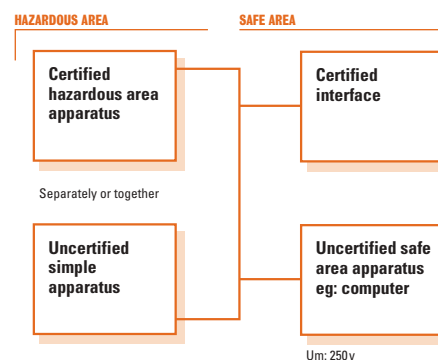 HAZARDOUS AREA
SAFE AREA
Certified
hazardous area
apparatus
Certified
interface
Separately or together
Uncertified
simple
apparatus
Uncertified safe
area apparatus
eg: computer
Um: 250v